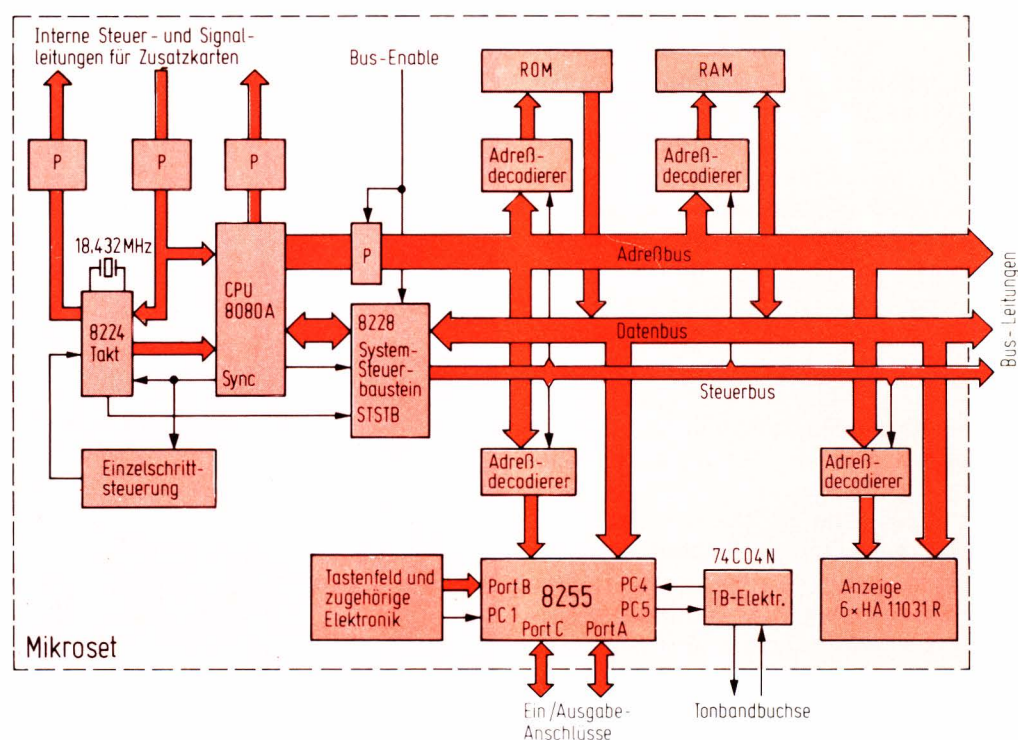 Interne Steuer- und Signal-
leitungen für Zusatzkarten
Bus-Enable
ROM
RAM
P
P
P
Adreß-
decodierer
Adreß-
decodierer
18.432 MHz
P
Adreßbus
CPU
8080A
8224
Takt
8228
System-
Steuer-
baustein
STSTB
Datenbus
Sync
Steuerbus
Bus-Leitungen
Einzelschritt-
steuerung
Adreß-
decodierer
Adreß-
decodierer
Tastenfeld und
zugehörige
Elektronik
Port B
PC1
8255
Port C
Port A
PC4
PC5
74C04N
TB-Elektr.
Anzeige
6×HA 11031 R
Mikroset
Ein/Ausgabe-
Anschlüsse
Tonbandbuchse